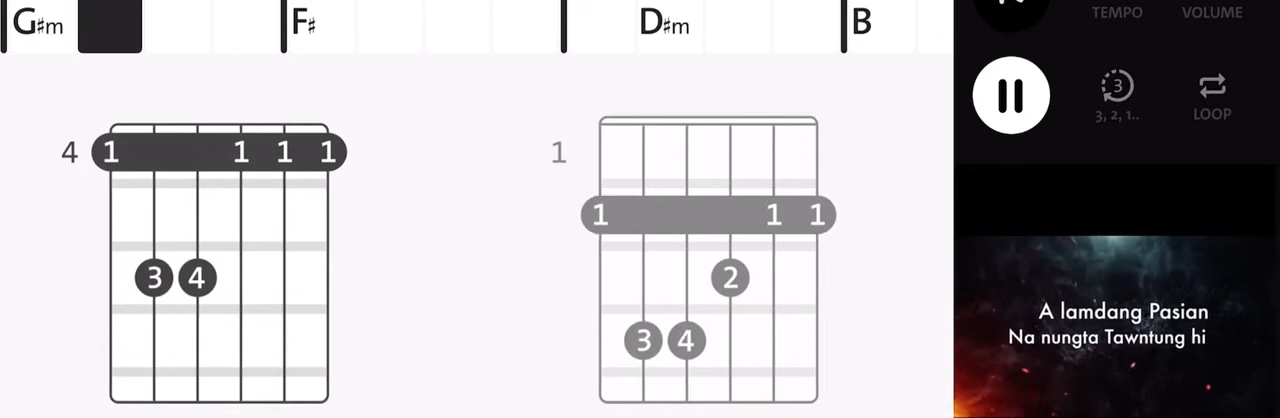 G♯m F♯ D♯m B
TEMPO VOLUME
3
3, 2, 1.. LOOP
4 1 1 1 1
3 4
1
1 1 1
2
3 4
A lamdang Pasian
Na nungta Tawntung hi